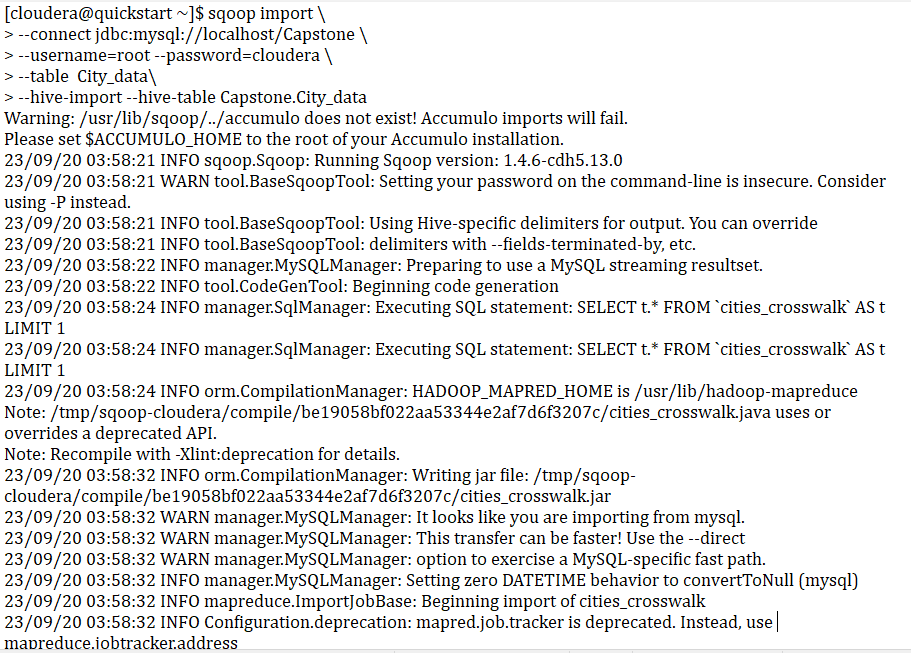 [cloudera@quickstart ~]$ sqoop import \
> --connect jdbc:mysql://localhost/Capstone \
> --username=root --password=cloudera \
> --table  City_data\
> --hive-import --hive-table Capstone.City_data
Warning: /usr/lib/sqoop/../accumulo does not exist! Accumulo imports will fail.
Please set $ACCUMULO_HOME to the root of your Accumulo installation.
23/09/20 03:58:21 INFO sqoop.Sqoop: Running Sqoop version: 1.4.6-cdh5.13.0
23/09/20 03:58:21 WARN tool.BaseSqoopTool: Setting your password on the command-line is insecure. Consider
using -P instead.
23/09/20 03:58:21 INFO tool.BaseSqoopTool: Using Hive-specific delimiters for output. You can override
23/09/20 03:58:21 INFO tool.BaseSqoopTool: delimiters with --fields-terminated-by, etc.
23/09/20 03:58:22 INFO manager.MySQLManager: Preparing to use a MySQL streaming resultset.
23/09/20 03:58:22 INFO tool.CodeGenTool: Beginning code generation
23/09/20 03:58:24 INFO manager.SqlManager: Executing SQL statement: SELECT t.* FROM `cities_crosswalk` AS t
LIMIT 1
23/09/20 03:58:24 INFO manager.SqlManager: Executing SQL statement: SELECT t.* FROM `cities_crosswalk` AS t
LIMIT 1
23/09/20 03:58:24 INFO orm.CompilationManager: HADOOP_MAPRED_HOME is /usr/lib/hadoop-mapreduce
Note: /tmp/sqoop-cloudera/compile/be19058bf022aa53344e2af7d6f3207c/cities_crosswalk.java uses or
overrides a deprecated API.
Note: Recompile with -Xlint:deprecation for details.
23/09/20 03:58:32 INFO orm.CompilationManager: Writing jar file: /tmp/sqoop-
cloudera/compile/be19058bf022aa53344e2af7d6f3207c/cities_crosswalk.jar
23/09/20 03:58:32 WARN manager.MySQLManager: It looks like you are importing from mysql.
23/09/20 03:58:32 WARN manager.MySQLManager: This transfer can be faster! Use the --direct
23/09/20 03:58:32 WARN manager.MySQLManager: option to exercise a MySQL-specific fast path.
23/09/20 03:58:32 INFO manager.MySQLManager: Setting zero DATETIME behavior to convertToNull (mysql)
23/09/20 03:58:32 INFO mapreduce.ImportJobBase: Beginning import of cities_crosswalk
23/09/20 03:58:32 INFO Configuration.deprecation: mapred.job.tracker is deprecated. Instead, use
mapreduce.jobtracker.address